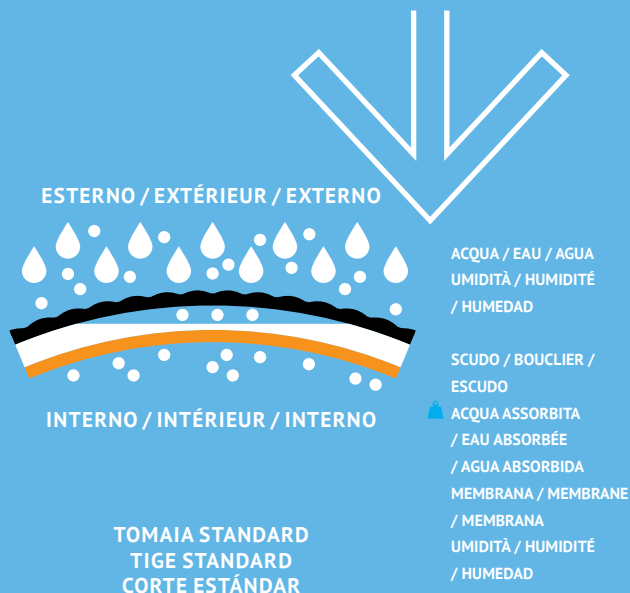 ESTERNO / EXTÉRIEUR / EXTERNO
INTERNO / INTÉRIEUR / INTERNO
TOMAIA STANDARD
TIGE STANDARD
CORTE ESTÁNDAR
ACQUA / EAU / AGUA
UMIDITÀ / HUMIDITÉ
/ HUMEDAD
SCUDO / BOUCLIER /
ESCUDO
ACQUA ASSORBITA
/ EAU ABSORBÉE
/ AGUA ABSORBIDA
MEMBRANA / MEMBRANE
/ MEMBRANA
UMIDITÀ / HUMIDITÉ
/ HUMEDAD